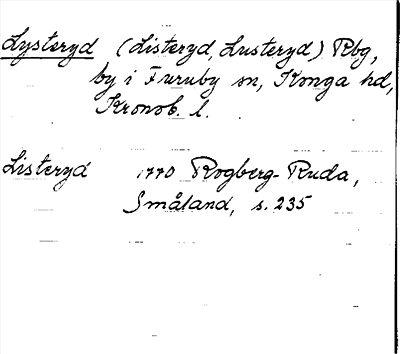 Lysteryd (Listeryd, Lusteryd) Rbg,
by i Furuby sn, Konga hd,
Kronob. l.
Listeryd 1770 Rogberg-Ruda,
Småland, s. 235